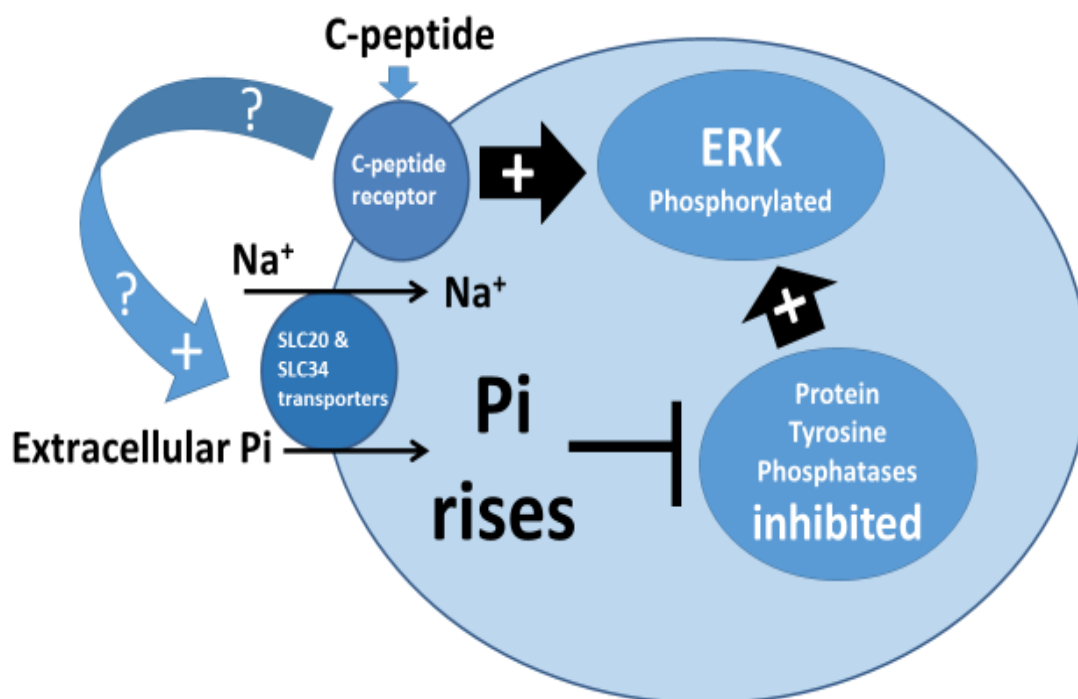 C-peptide
?
C-peptide
receptor
+
ERK
Phosphorylated
Na⁺
Na⁺
?
+
SLC20 &
SLC34
transporters
+
Extracellular Pi
Pi
rises
Protein
Tyrosine
Phosphatases
inhibited